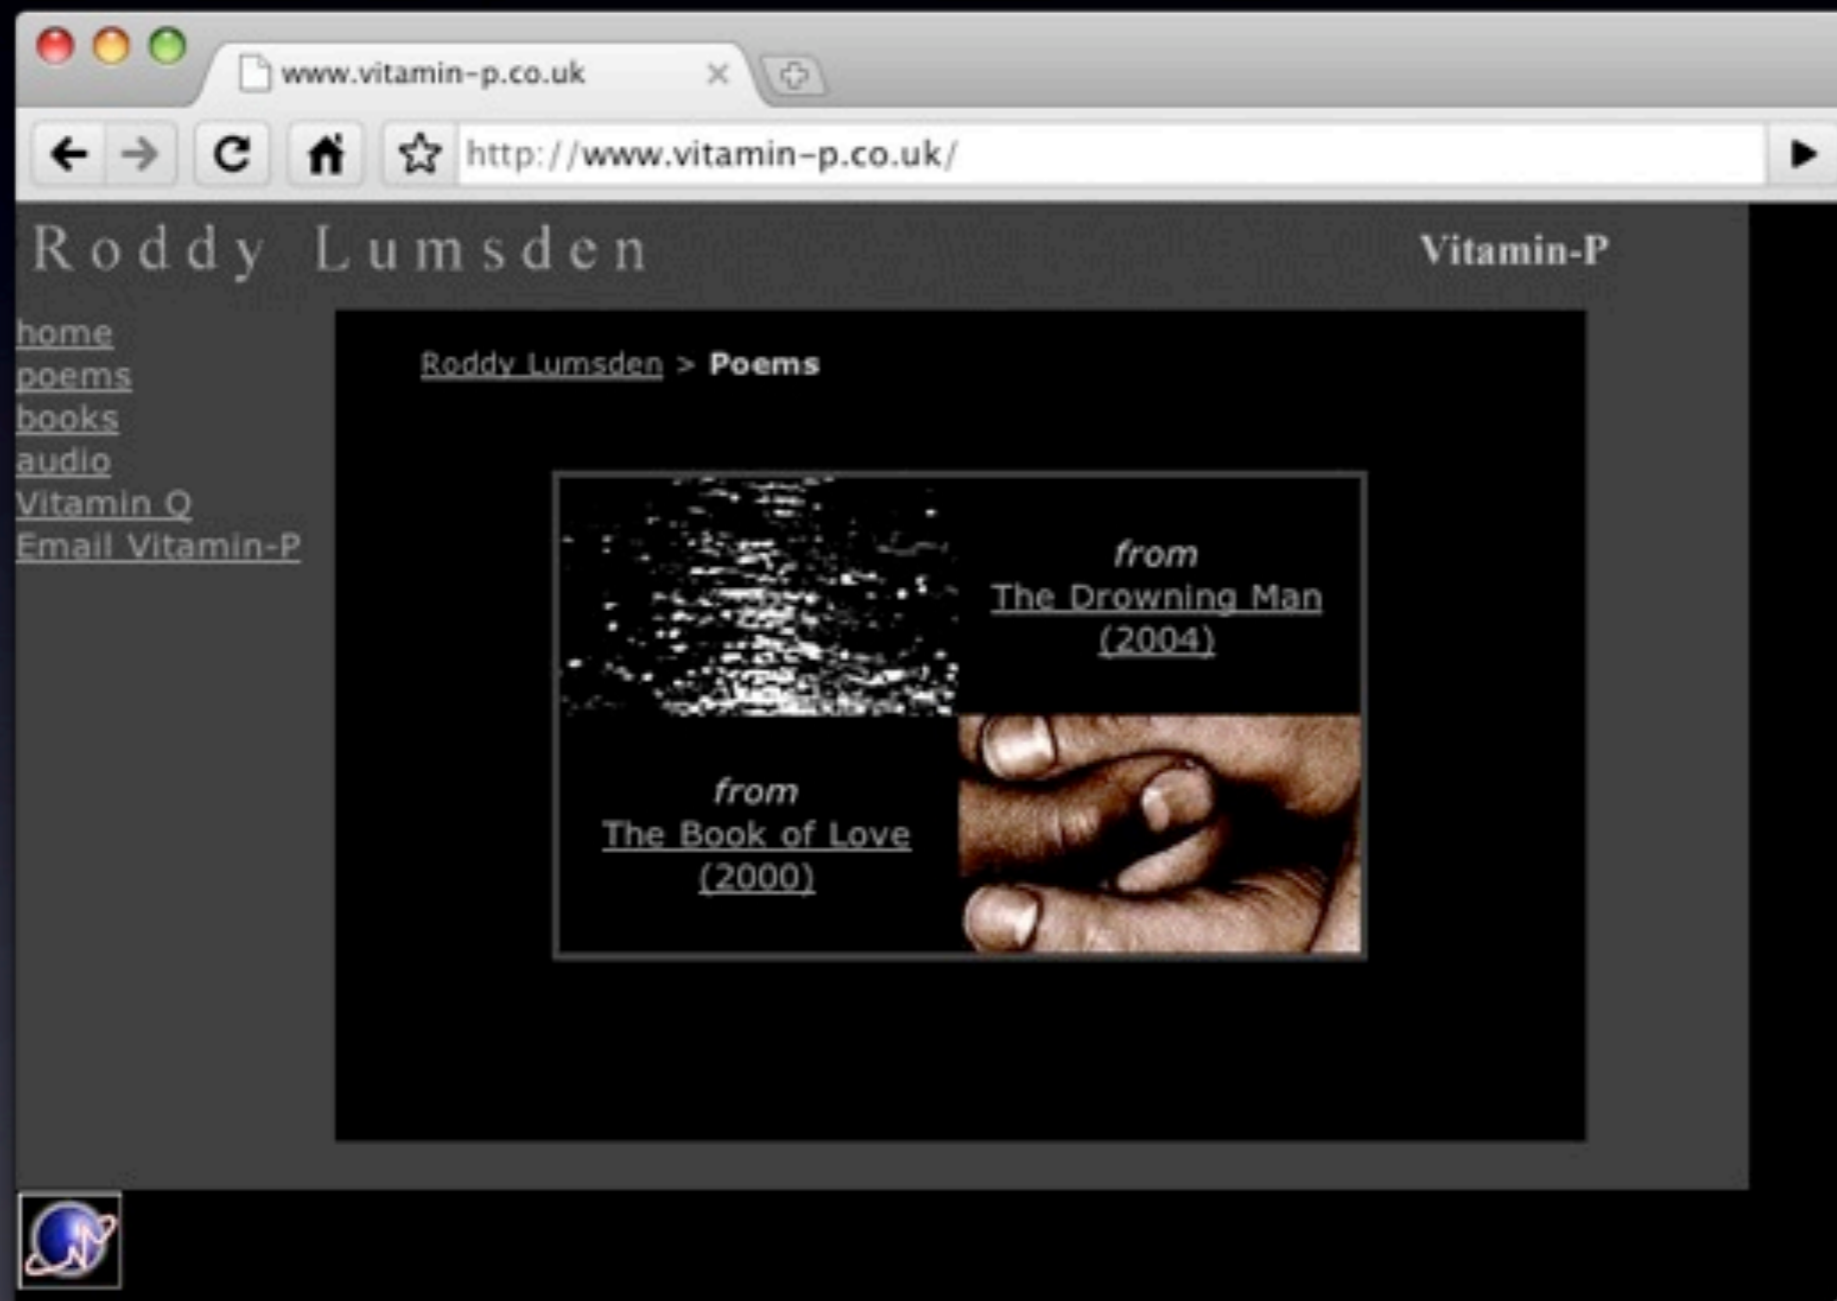 www.vitamin-p.co.uk
http://www.vitamin-p.co.uk/
Roddy Lumsden
Vitamin-P
home
poems
books
audio
Vitamin Q
Email Vitamin-P
Roddy Lumsden > Poems
from
The Drowning Man
(2004)
from
The Book of Love
(2000)